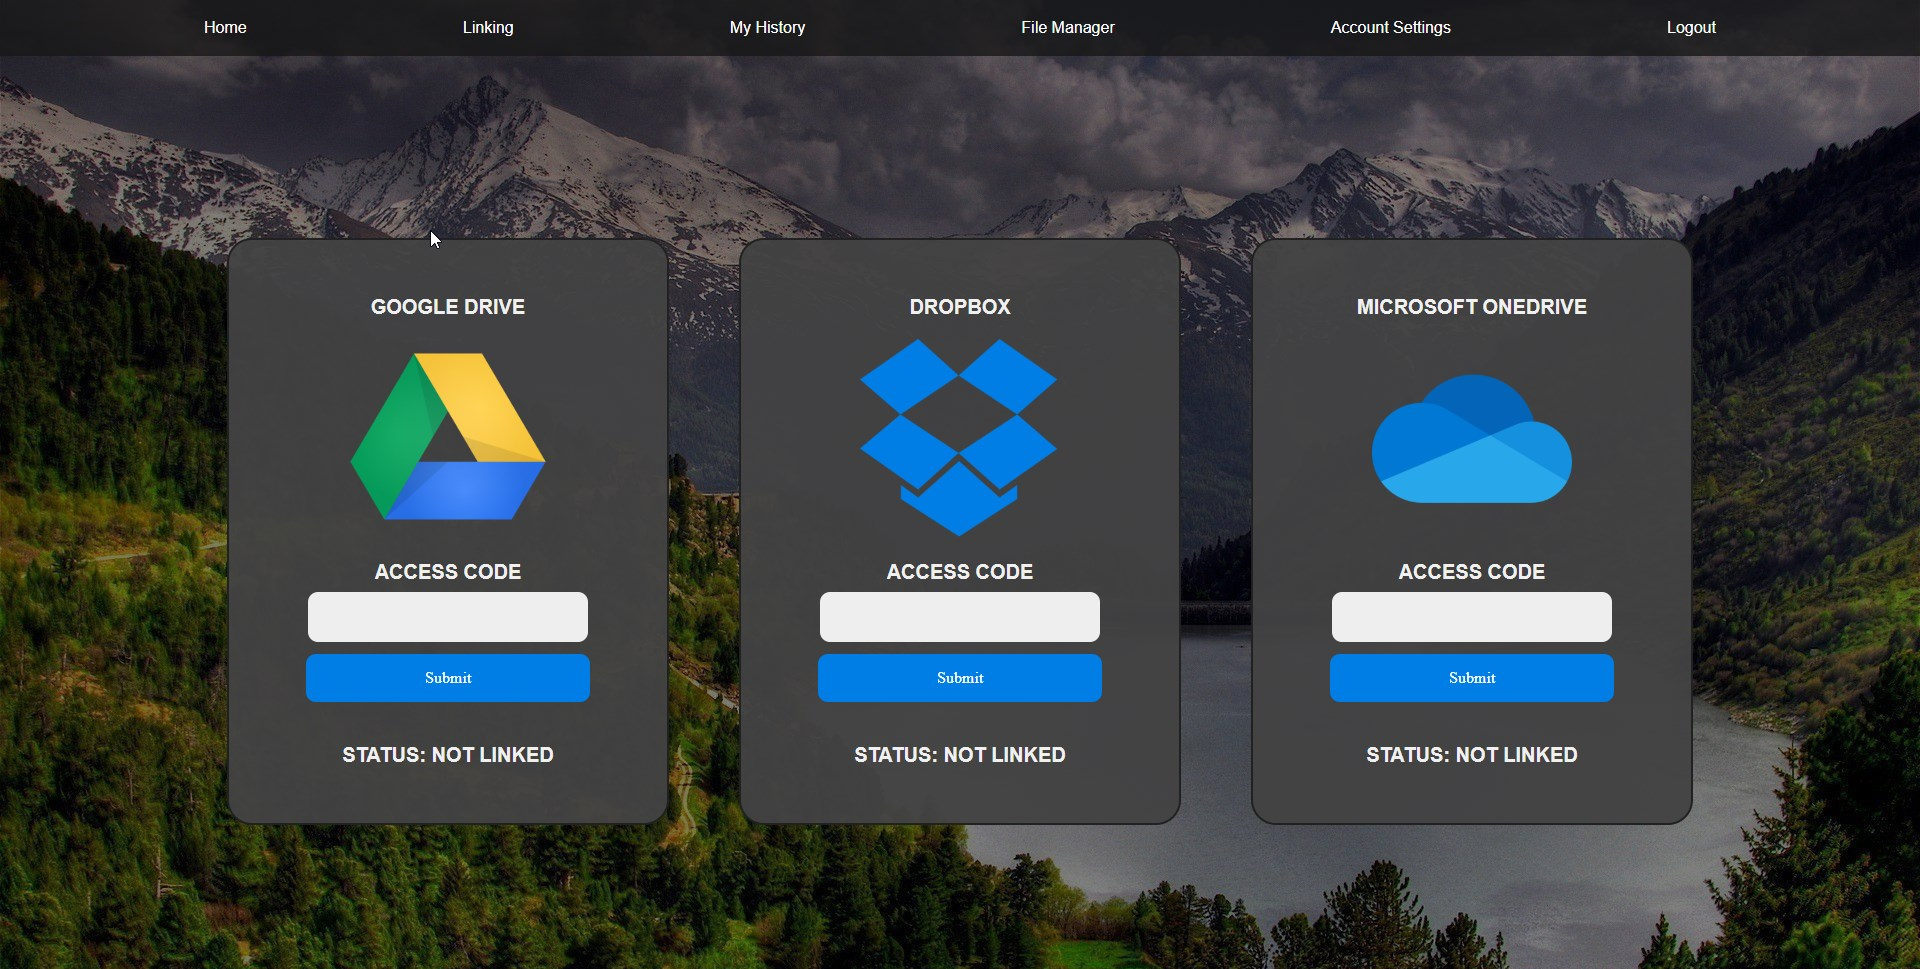 Home Linking My History File Manager Account Settings Logout
GOOGLE DRIVE
ACCESS CODE
Submit
STATUS: NOT LINKED
DROPBOX
ACCESS CODE
Submit
STATUS: NOT LINKED
MICROSOFT ONEDRIVE
ACCESS CODE
Submit
STATUS: NOT LINKED